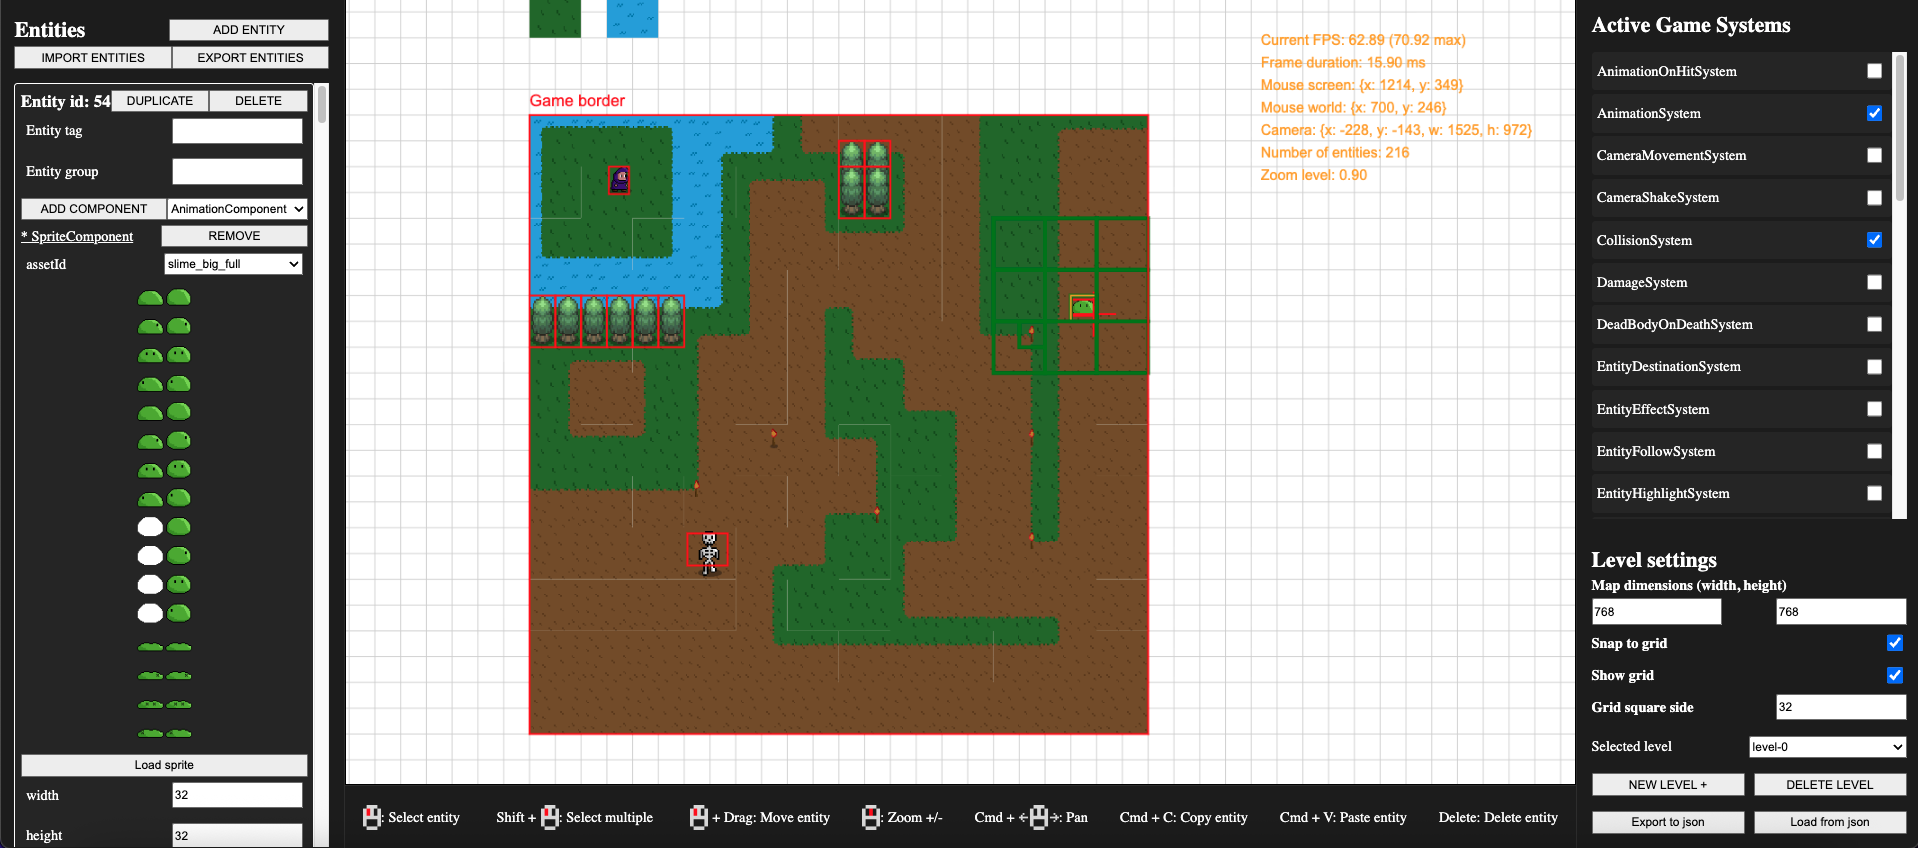 Entities
ADD ENTITY
IMPORT ENTITIES
EXPORT ENTITIES
Entity id: 54
DUPLICATE
DELETE
Entity tag
Entity group
ADD COMPONENT
AnimationComponent
* SpriteComponent
REMOVE
assetId
slime_big_full
Load sprite
width
32
height
32
Game border
Current FPS: 62.89 (70.92 max)
Frame duration: 15.90 ms
Mouse screen: {x: 1214, y: 349}
Mouse world: {x: 700, y: 246}
Camera: {x: -228, y: -143, w: 1525, h: 972}
Number of entities: 216
Zoom level: 0.90
: Select entity
Shift + : Select multiple
+ Drag: Move entity
: Zoom +/-
Cmd + : Pan
Cmd + C: Copy entity
Cmd + V: Paste entity
Delete: Delete entity
Active Game Systems
AnimationOnHitSystem
AnimationSystem
CameraMovementSystem
CameraShakeSystem
CollisionSystem
DamageSystem
DeadBodyOnDeathSystem
EntityDestinationSystem
EntityEffectSystem
EntityFollowSystem
EntityHighlightSystem
Level settings
Map dimensions (width, height)
768
768
Snap to grid
Show grid
Grid square side
32
Selected level
level-0
NEW LEVEL +
DELETE LEVEL
Export to json
Load from json